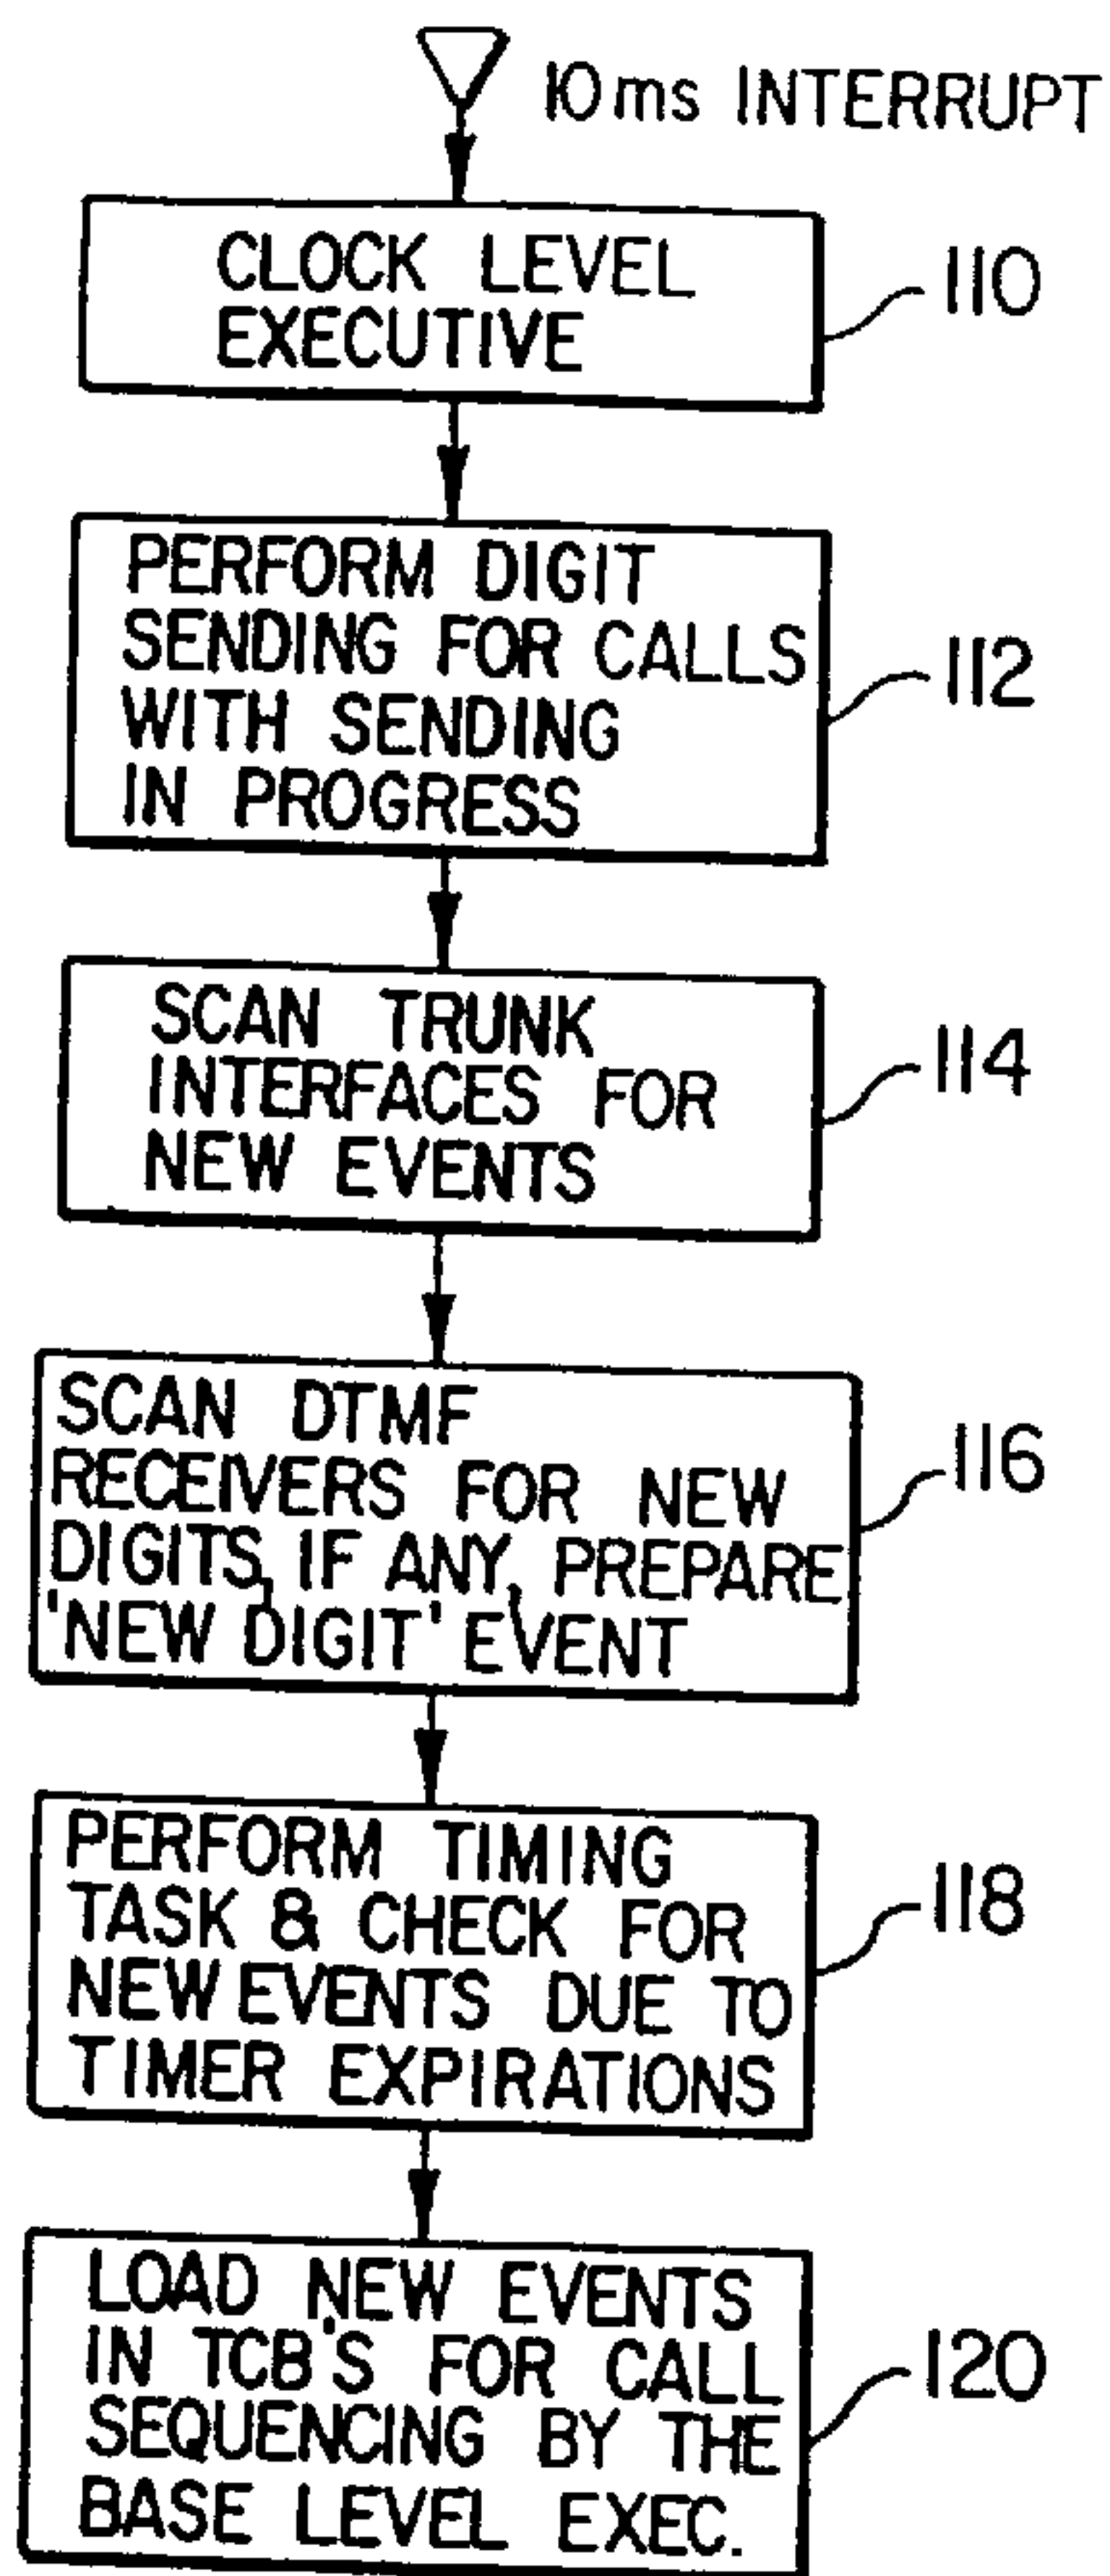 10 ms INTERRUPT
CLOCK LEVEL
EXECUTIVE
110
PERFORM DIGIT
SENDING FOR CALLS
WITH SENDING
IN PROGRESS
112
SCAN TRUNK
INTERFACES FOR
NEW EVENTS
114
SCAN DTMF
RECEIVERS FOR NEW
DIGITS, IF ANY, PREPARE
'NEW DIGIT' EVENT
116
PERFORM TIMING
TASK & CHECK FOR
NEW EVENTS DUE TO
TIMER EXPIRATIONS
118
LOAD NEW EVENTS
IN TCB'S FOR CALL
SEQUENCING BY THE
BASE LEVEL EXEC.
120